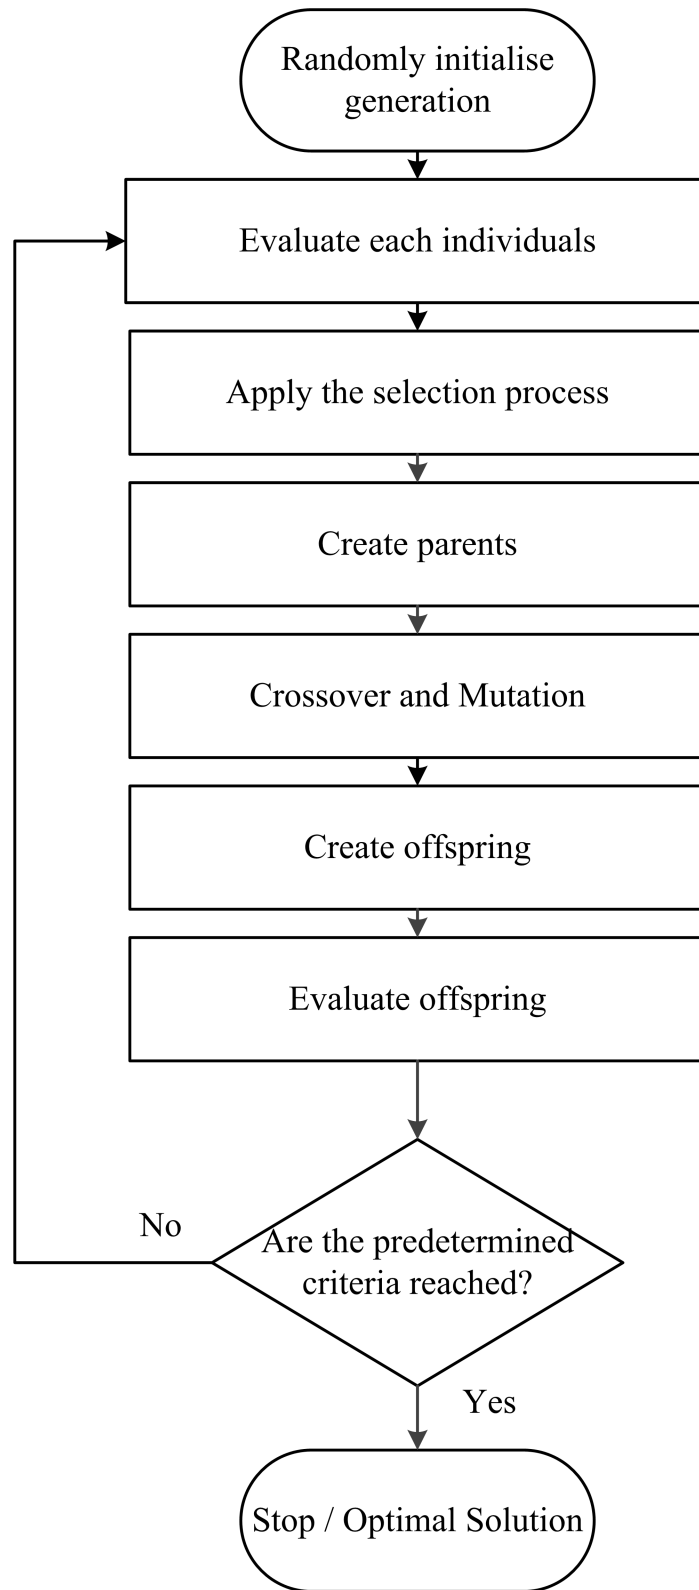 Randomly initialise
generation
Evaluate each individuals
Apply the selection process
Create parents
Crossover and Mutation
Create offspring
Evaluate offspring
No
Are the predetermined
criteria reached?
Yes
Stop / Optimal Solution